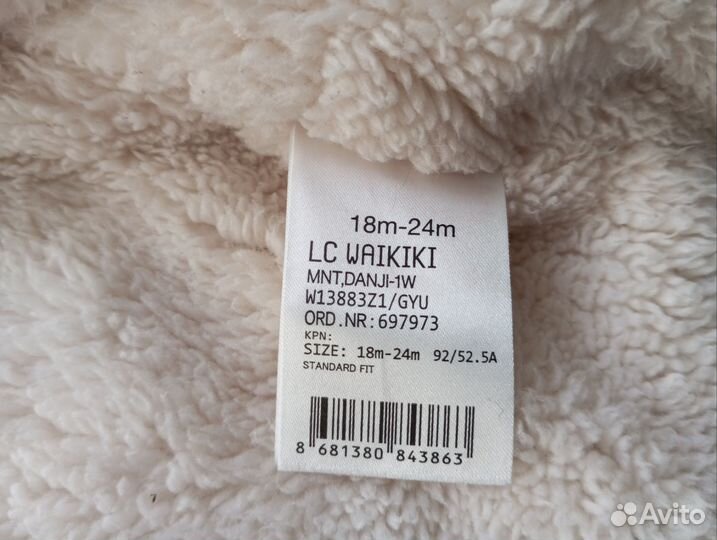 18m-24m
LC WAIKIKI
MNT,DANJI-1W
W13883Z1/GYU
ORD.NR:697973
KPN:
SIZE: 18m-24m 92/52.5A
STANDARD FIT
8 681380 843863
Avito